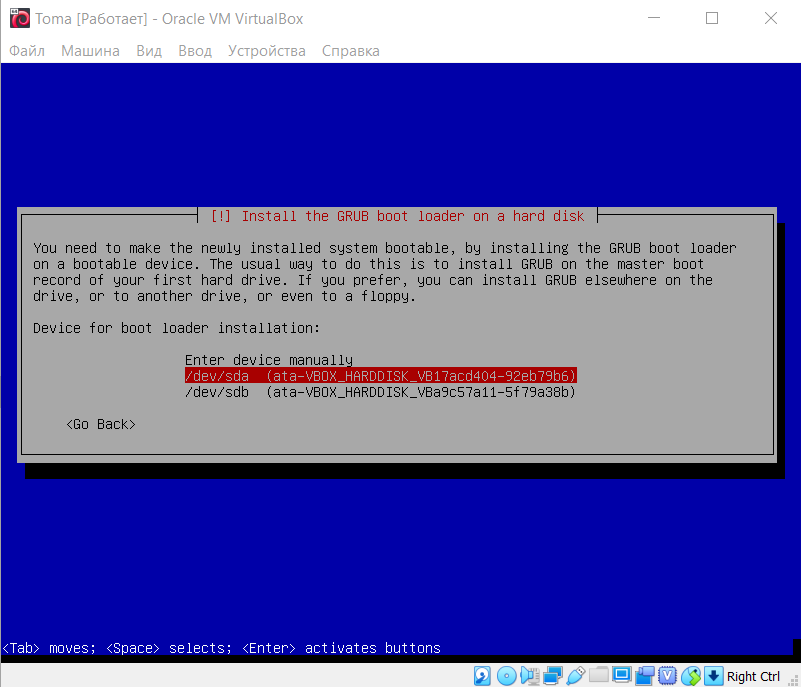 Toma [Работает] - Oracle VM VirtualBox
Файл Машина Вид Ввод Устройства Справка
[!] Install the GRUB boot loader on a hard disk
You need to make the newly installed system bootable, by installing the GRUB boot loader
on a bootable device. The usual way to do this is to install GRUB on the master boot
record of your first hard drive. If you prefer, you can install GRUB elsewhere on the
drive, or to another drive, or even to a floppy.
Device for boot loader installation:
Enter device manually
/dev/sda (ata-VBOX_HARDDISK_VB17acd404-92eb79b6)
/dev/sdb (ata-VBOX_HARDDISK_VBa9c57a11-5f79a38b)
<Go Back>
<Tab> moves; <Space> selects; <Enter> activates buttons
Right Ctrl